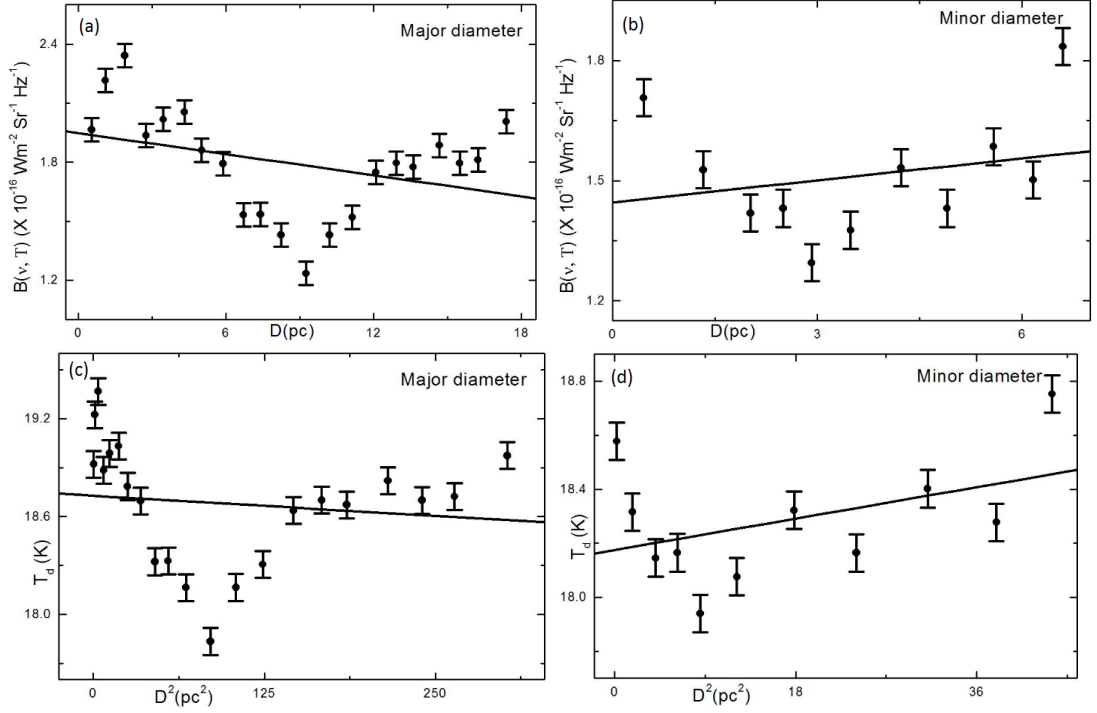 (a)
Major diameter
B(ν, T) (X 10⁻¹⁶ Wm⁻² Sr⁻¹ Hz⁻¹)
2.4
1.8
1.2
0 6 12 18
D(pc)
(b)
Minor diameter
B(ν, T) (X 10⁻¹⁶ Wm⁻² Sr⁻¹ Hz⁻¹)
1.8
1.5
1.2
0 3 6
D(pc)
(c)
Major diameter
T_d (K)
19.2
18.6
18.0
0 125 250
D²(pc²)
(d)
Minor diameter
T_d (K)
18.8
18.4
18.0
0 18 36
D²(pc²)